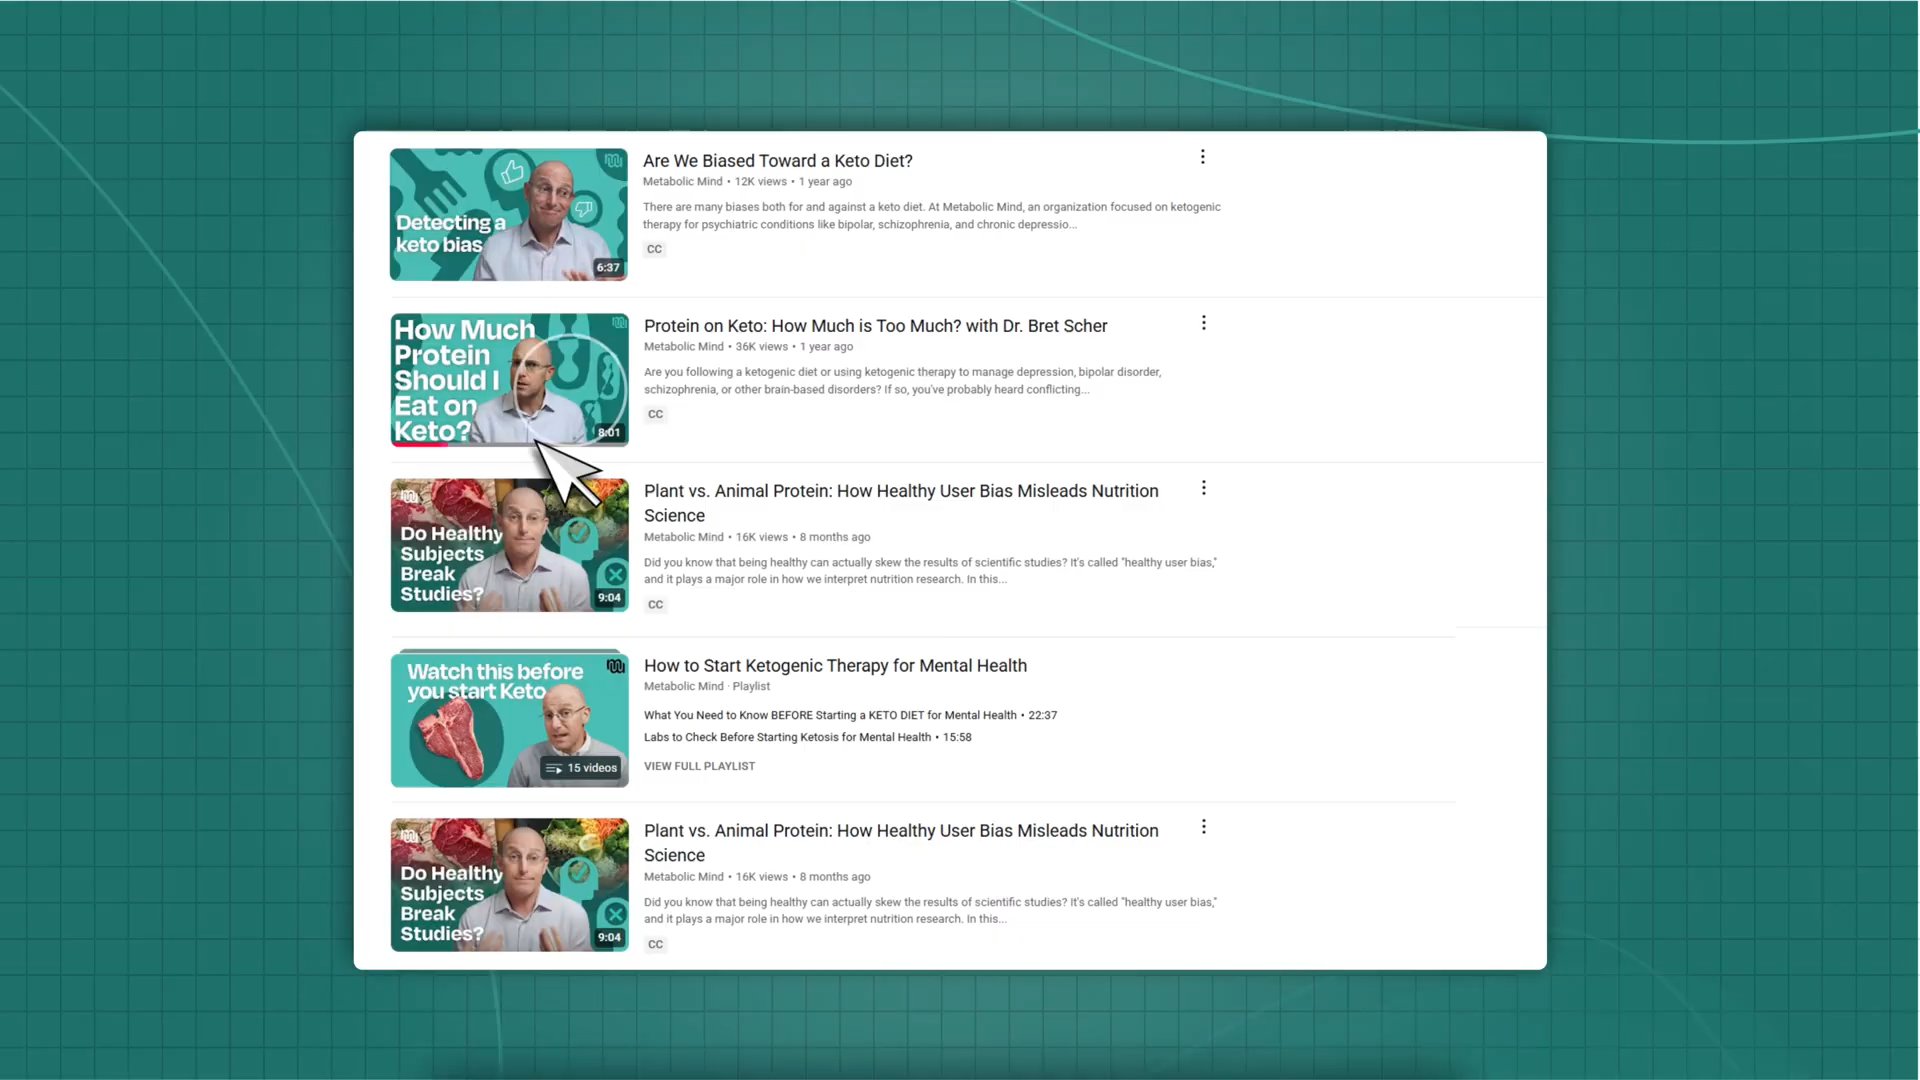 Detecting a
keto bias
6:37
Are We Biased Toward a Keto Diet?
Metabolic Mind • 12K views • 1 year ago
There are many biases both for and against a keto diet. At Metabolic Mind, an organization focused on ketogenic
therapy for psychiatric conditions like bipolar, schizophrenia, and chronic depressio...
CC
How Much
Protein
Should I
Eat on
Keto?
8:01
Protein on Keto: How Much is Too Much? with Dr. Bret Scher
Metabolic Mind • 36K views • 1 year ago
Are you following a ketogenic diet or using ketogenic therapy to manage depression, bipolar disorder,
schizophrenia, or other brain-based disorders? If so, you've probably heard conflicting...
CC
Do Healthy
Subjects
Break
Studies?
9:04
Plant vs. Animal Protein: How Healthy User Bias Misleads Nutrition
Science
Metabolic Mind • 16K views • 8 months ago
Did you know that being healthy can actually skew the results of scientific studies? It's called "healthy user bias,"
and it plays a major role in how we interpret nutrition research. In this...
CC
Watch this before
you start Keto
15 videos
How to Start Ketogenic Therapy for Mental Health
Metabolic Mind · Playlist
What You Need to Know BEFORE Starting a KETO DIET for Mental Health • 22:37
Labs to Check Before Starting Ketosis for Mental Health • 15:58
VIEW FULL PLAYLIST
Do Healthy
Subjects
Break
Studies?
9:04
Plant vs. Animal Protein: How Healthy User Bias Misleads Nutrition
Science
Metabolic Mind • 16K views • 8 months ago
Did you know that being healthy can actually skew the results of scientific studies? It's called "healthy user bias,"
and it plays a major role in how we interpret nutrition research. In this...
CC